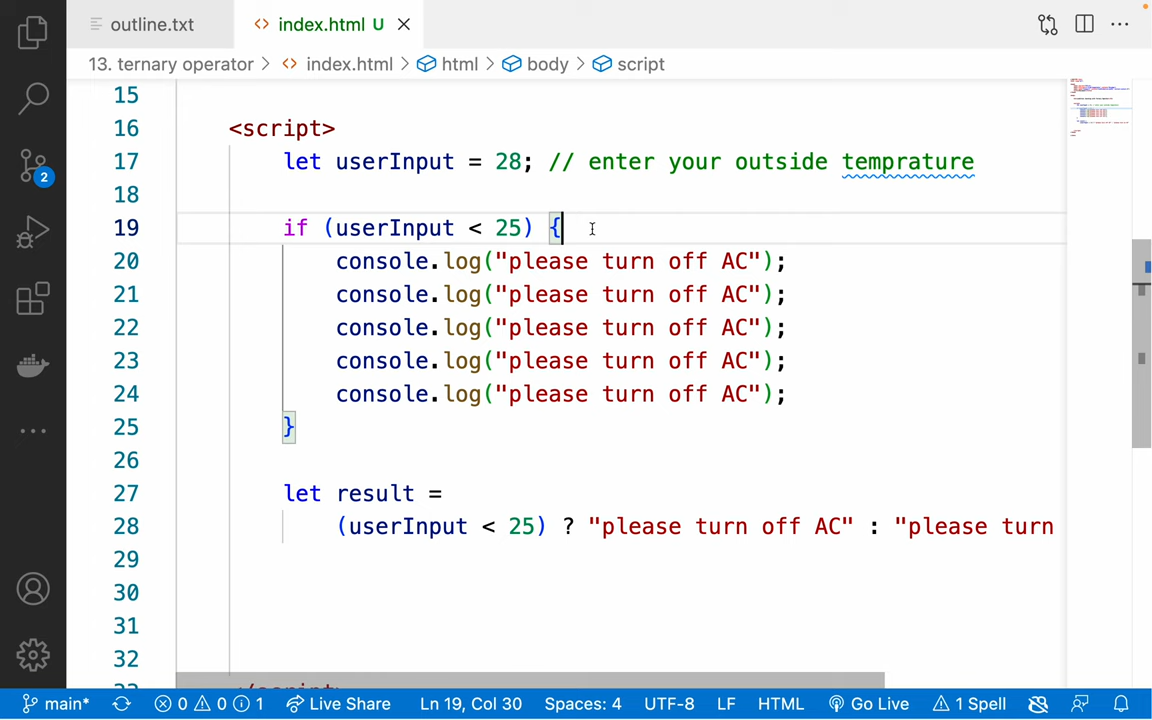 outline.txt
index.html U
13. ternary operator > index.html > html > body > script
15
16 <script>
17 let userInput = 28; // enter your outside temprature
18
19 if (userInput < 25) {
20 console.log("please turn off AC");
21 console.log("please turn off AC");
22 console.log("please turn off AC");
23 console.log("please turn off AC");
24 console.log("please turn off AC");
25 }
26
27 let result =
28 (userInput < 25) ? "please turn off AC" : "please turn
29
30
31
32
2
main* 0 0 1 Live Share Ln 19, Col 30 Spaces: 4 UTF-8 LF HTML Go Live 1 Spell